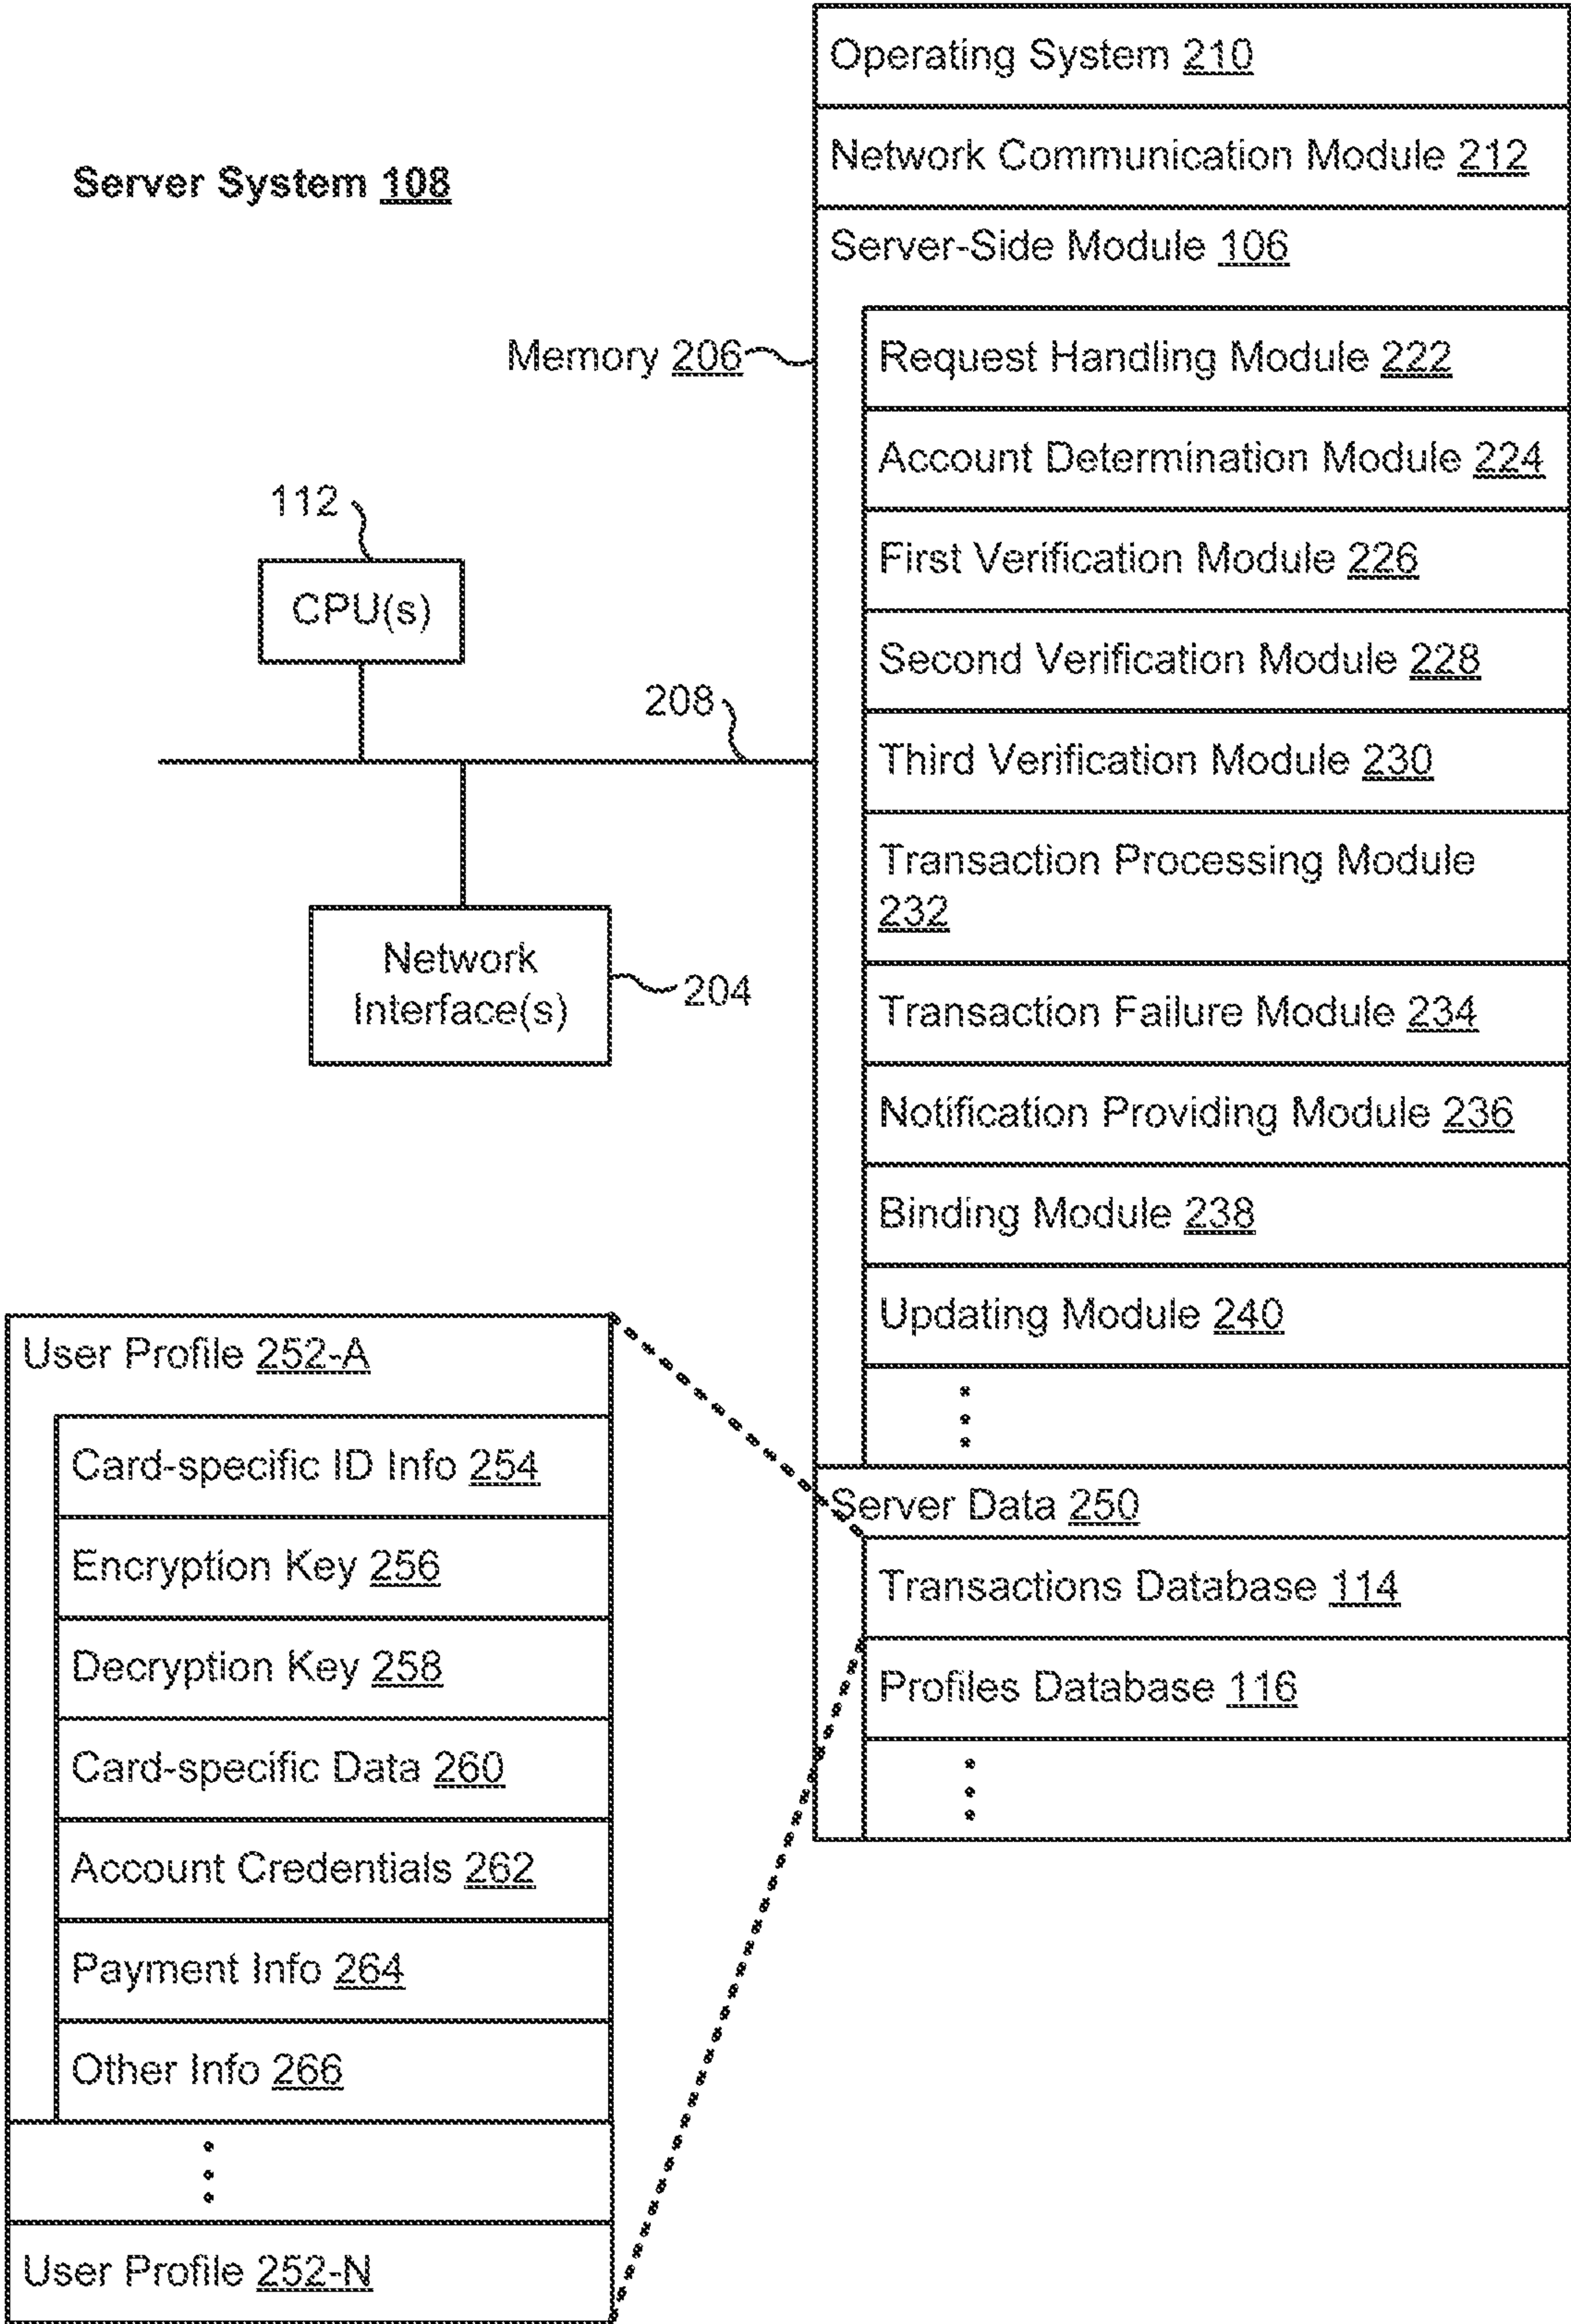 Server System 108
Operating System 210
Network Communication Module 212
Server-Side Module 106
Memory 206
Request Handling Module 222
Account Determination Module 224
First Verification Module 226
Second Verification Module 228
Third Verification Module 230
Transaction Processing Module
232
Transaction Failure Module 234
Notification Providing Module 236
Binding Module 238
Updating Module 240
112
CPU(s)
208
Network
Interface(s)
204
Server Data 250
Transactions Database 114
Profiles Database 116
User Profile 252-A
Card-specific ID Info 254
Encryption Key 256
Decryption Key 258
Card-specific Data 260
Account Credentials 262
Payment Info 264
Other Info 266
User Profile 252-N